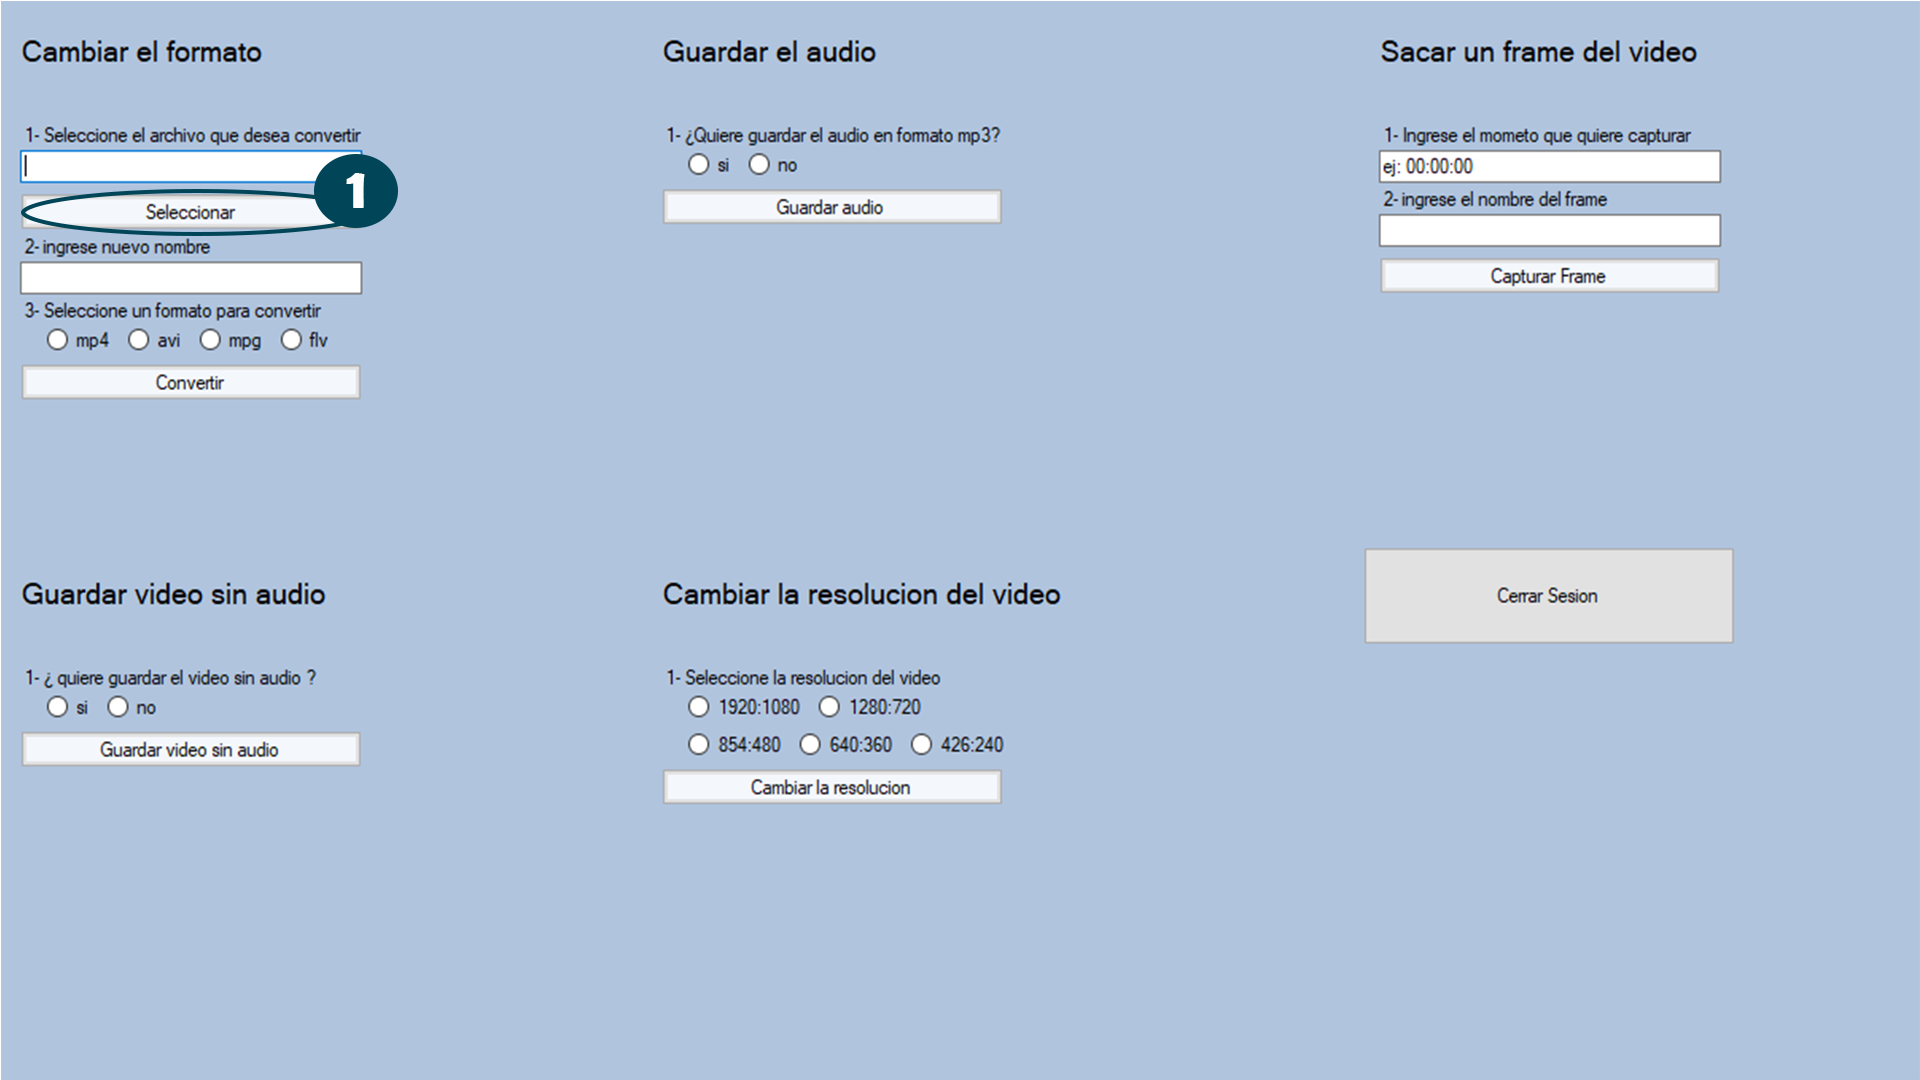 Cambiar el formato
1- Seleccione el archivo que desea convertir
1
Seleccionar
2- ingrese nuevo nombre
3- Seleccione un formato para convertir
mp4 avi mpg flv
Convertir
Guardar el audio
1- ¿Quiere guardar el audio en formato mp3?
si no
Guardar audio
Sacar un frame del video
1- Ingrese el mometo que quiere capturar
ej: 00:00:00
2- ingrese el nombre del frame
Capturar Frame
Guardar video sin audio
1- ¿ quiere guardar el video sin audio ?
si no
Guardar video sin audio
Cambiar la resolucion del video
1- Seleccione la resolucion del video
1920:1080 1280:720
854:480 640:360 426:240
Cambiar la resolucion
Cerrar Sesion